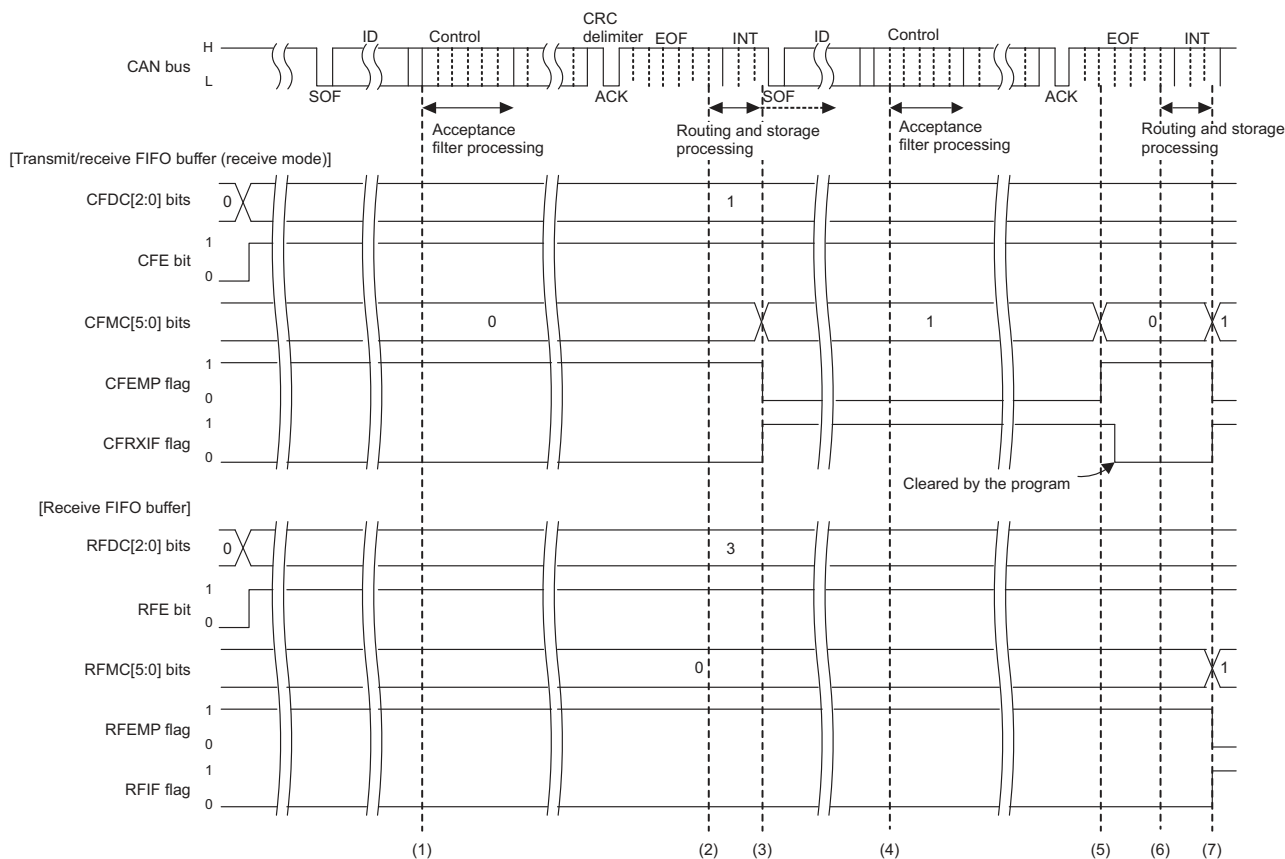 CRC
delimiter
ID Control EOF INT ID Control EOF INT
H
CAN bus
L
SOF ACK SOF ACK
Acceptance
filter processing
Routing and storage
processing
Acceptance
filter processing
Routing and storage
processing
[Transmit/receive FIFO buffer (receive mode)]
CFDC[2:0] bits 0 1
1
CFE bit
0
CFMC[5:0] bits 0 1 0 1
1
CFEMP flag
0
1
CFRXIF flag
0
Cleared by the program
[Receive FIFO buffer]
RFDC[2:0] bits 0 3
1
RFE bit
0
RFMC[5:0] bits 0 1
1
RFEMP flag
0
1
RFIF flag
0
(1) (2) (3) (4) (5) (6) (7)